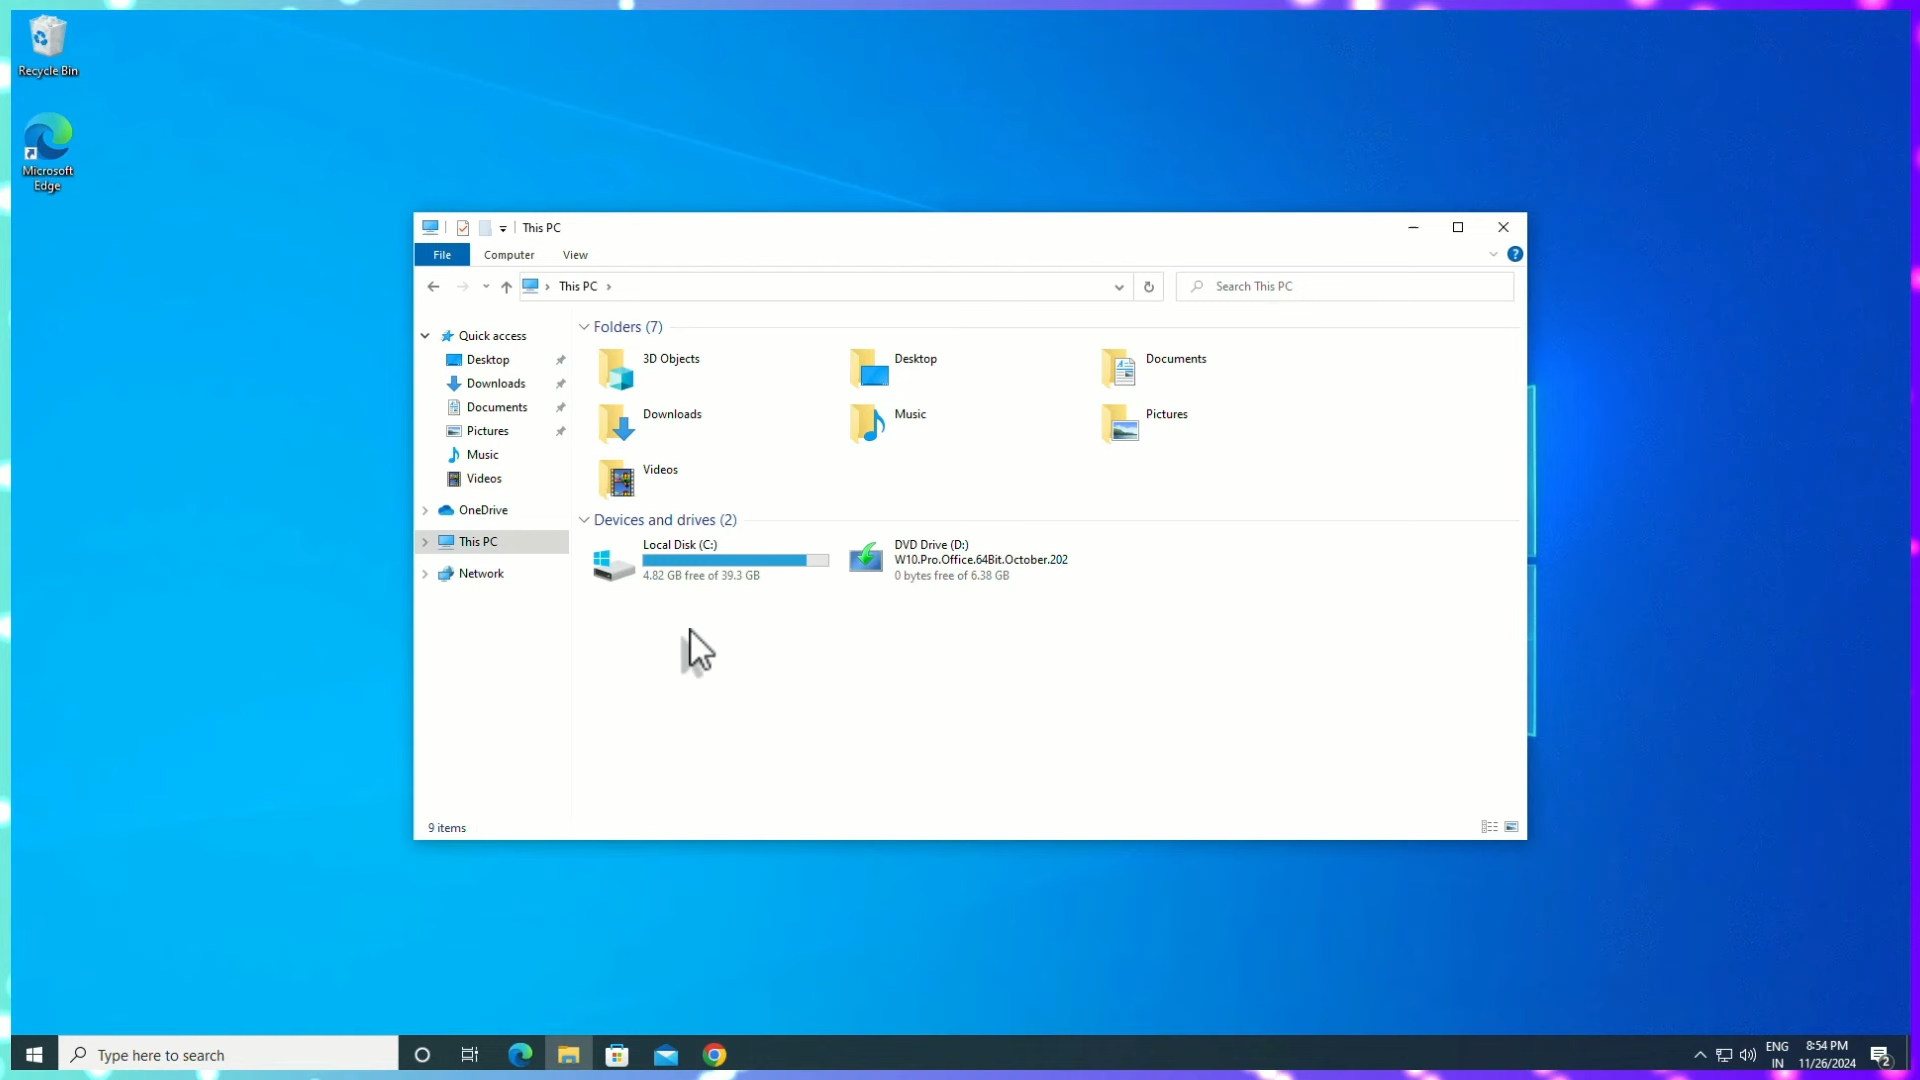 Recycle Bin
Microsoft
Edge
This PC
File
Computer
View
This PC
Search This PC
Quick access
Desktop
Downloads
Documents
Pictures
Music
Videos
OneDrive
This PC
Network
Folders (7)
3D Objects
Desktop
Documents
Downloads
Music
Pictures
Videos
Devices and drives (2)
Local Disk (C:)
4.82 GB free of 39.3 GB
DVD Drive (D:)
W10.Pro.Office.64Bit.October.202
0 bytes free of 6.38 GB
9 items
Type here to search
ENG
IN
8:54 PM
11/26/2024
2